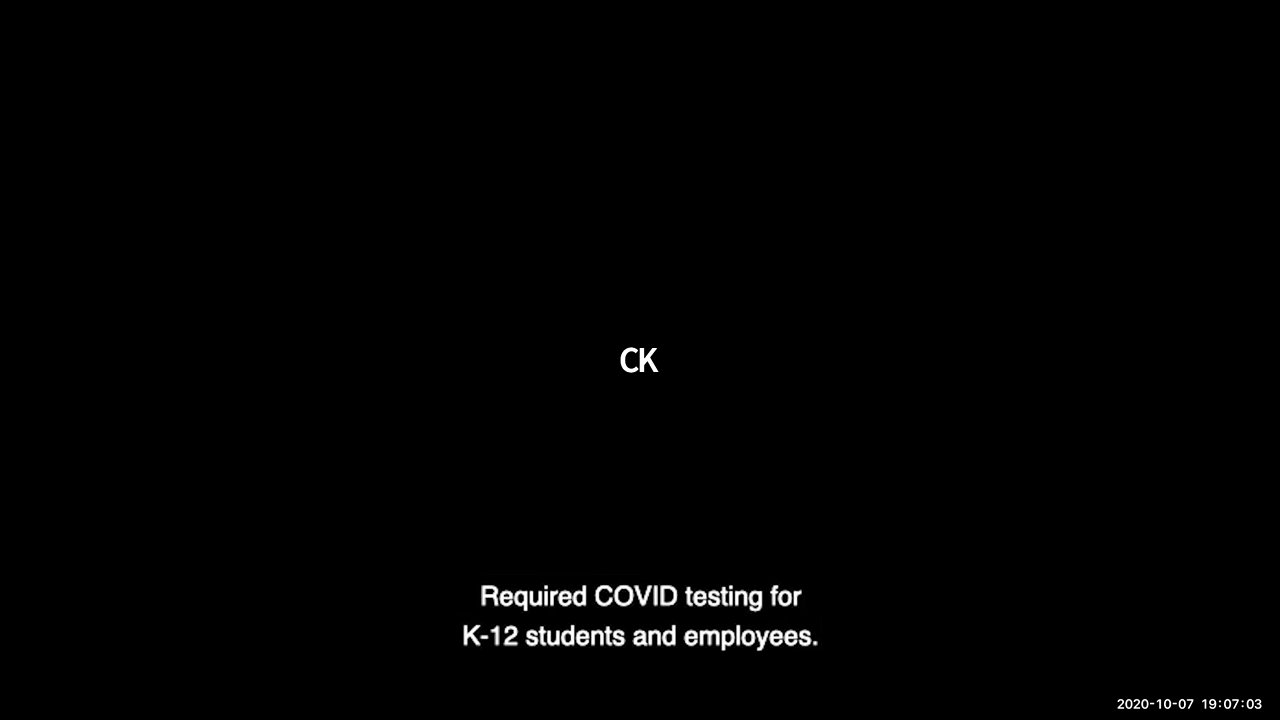 CK
Required COVID testing for
K-12 students and employees.
2020-10-07 19:07:03